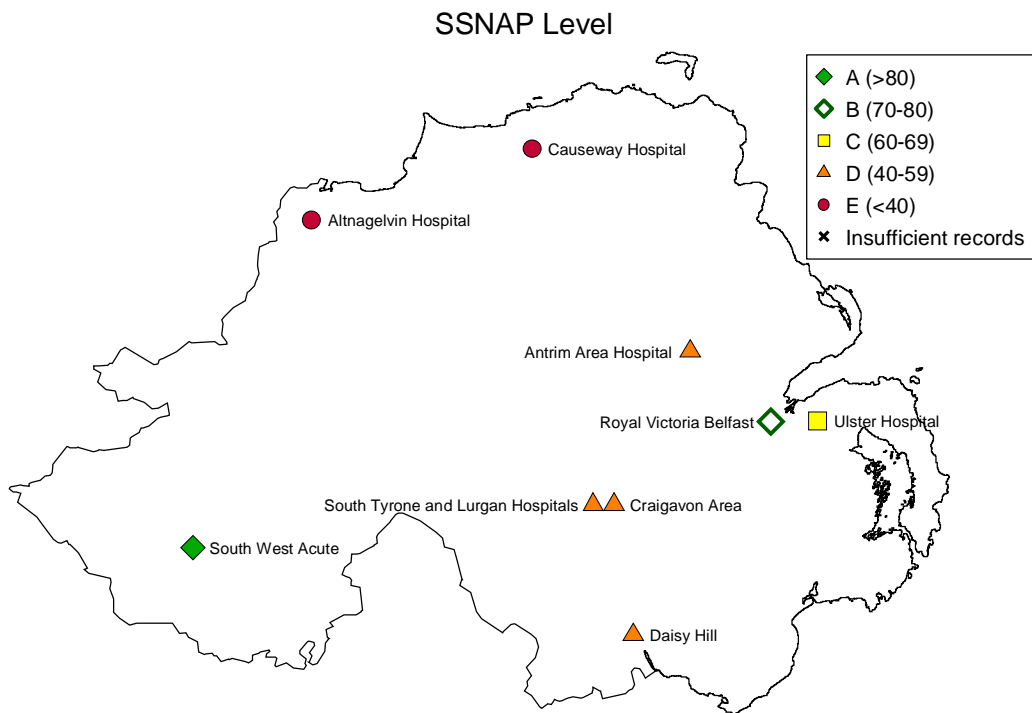 SSNAP Level
A (>80)
B (70-80)
C (60-69)
D (40-59)
E (<40)
Insufficient records
Causeway Hospital
Altnagelvin Hospital
Antrim Area Hospital
Royal Victoria Belfast
Ulster Hospital
South Tyrone and Lurgan Hospitals
Craigavon Area
South West Acute
Daisy Hill